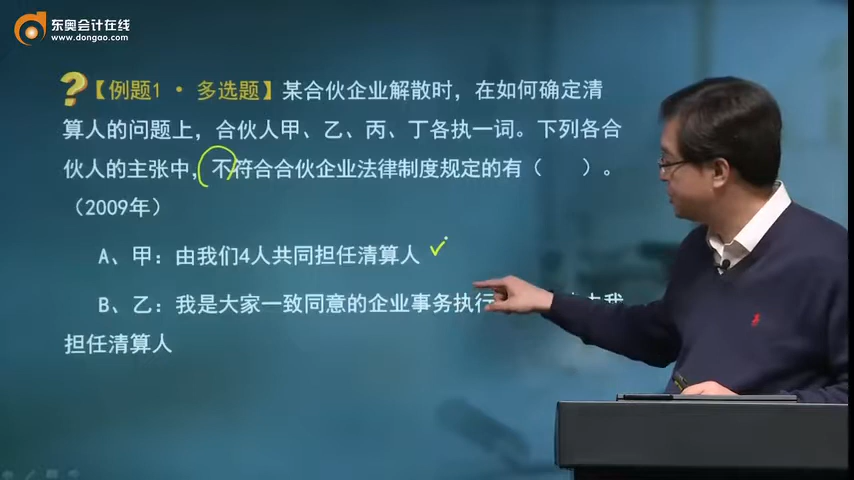 东奥会计在线
www.dongao.com
?【例题1 · 多选题】某合伙企业解散时，在如何确定清
算人的问题上，合伙人甲、乙、丙、丁各执一词。下列各合
伙人的主张中，不符合合伙企业法律制度规定的有（ ）。
（2009年）
A、甲：由我们4人共同担任清算人
B、乙：我是大家一致同意的企业事务执行
担任清算人